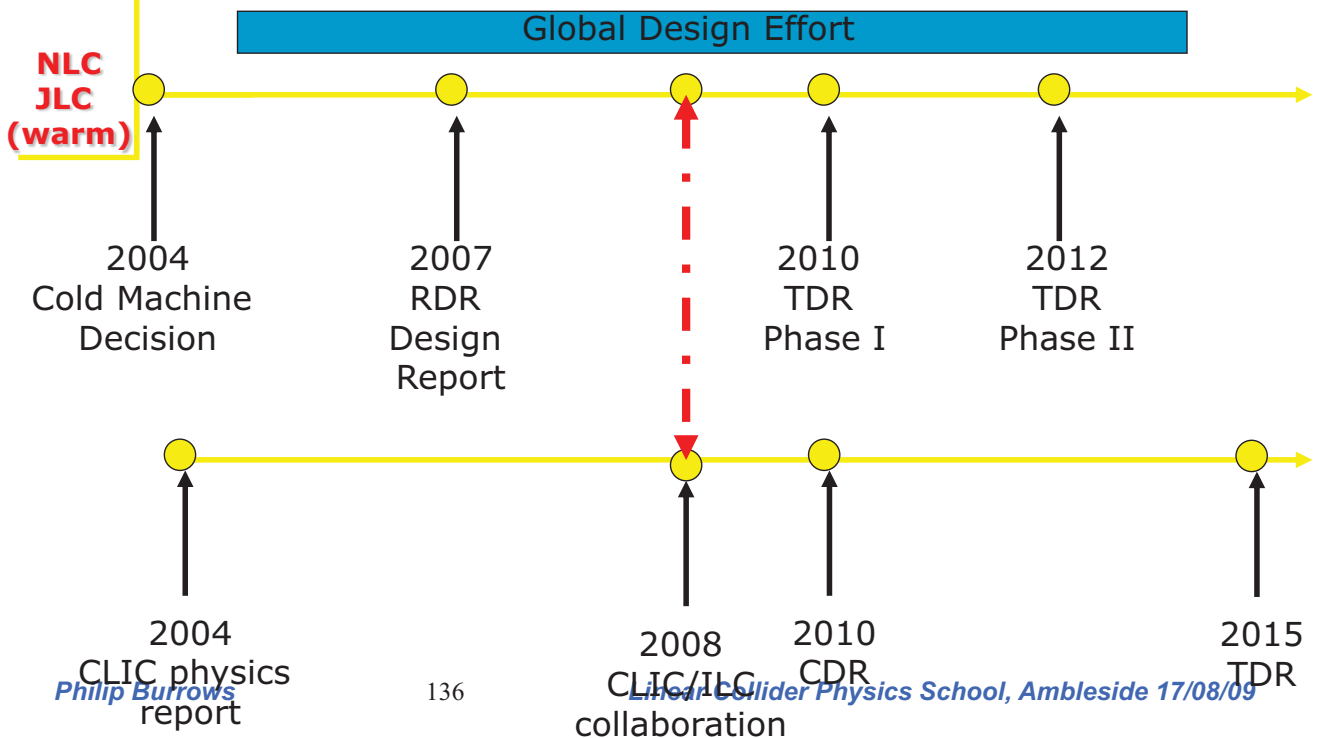 Global Design Effort
NLC
JLC
(warm)
2004
Cold Machine
Decision
2007
RDR
Design
Report
2010
TDR
Phase I
2012
TDR
Phase II
2004
CLIC physics
report
2008
CLIC/ILC
collaboration
2010
CDR
2015
TDR
Philip Burrows
136
Linear Collider Physics School, Ambleside 17/08/09